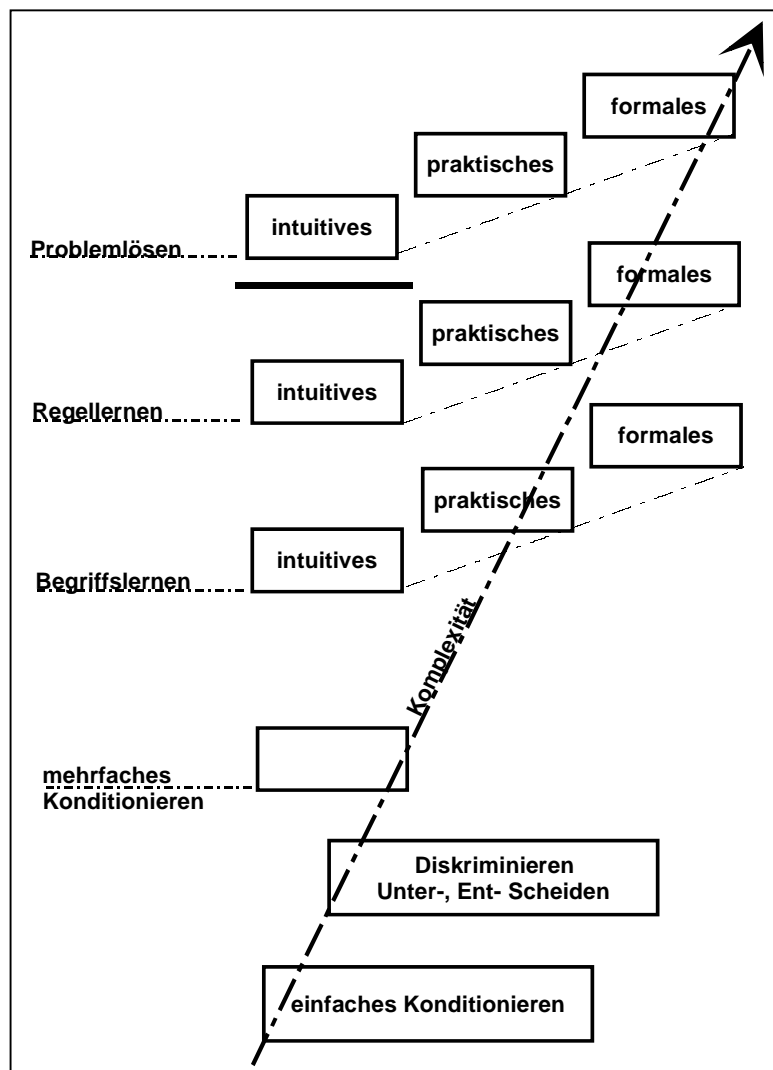 formales
praktisches
intuitives
Problemlösen
formales
praktisches
intuitives
Regellernen
formales
praktisches
intuitives
Begriffslernen
Komplexität
mehrfaches
Konditionieren
Diskriminieren
Unter-, Ent- Scheiden
einfaches Konditionieren